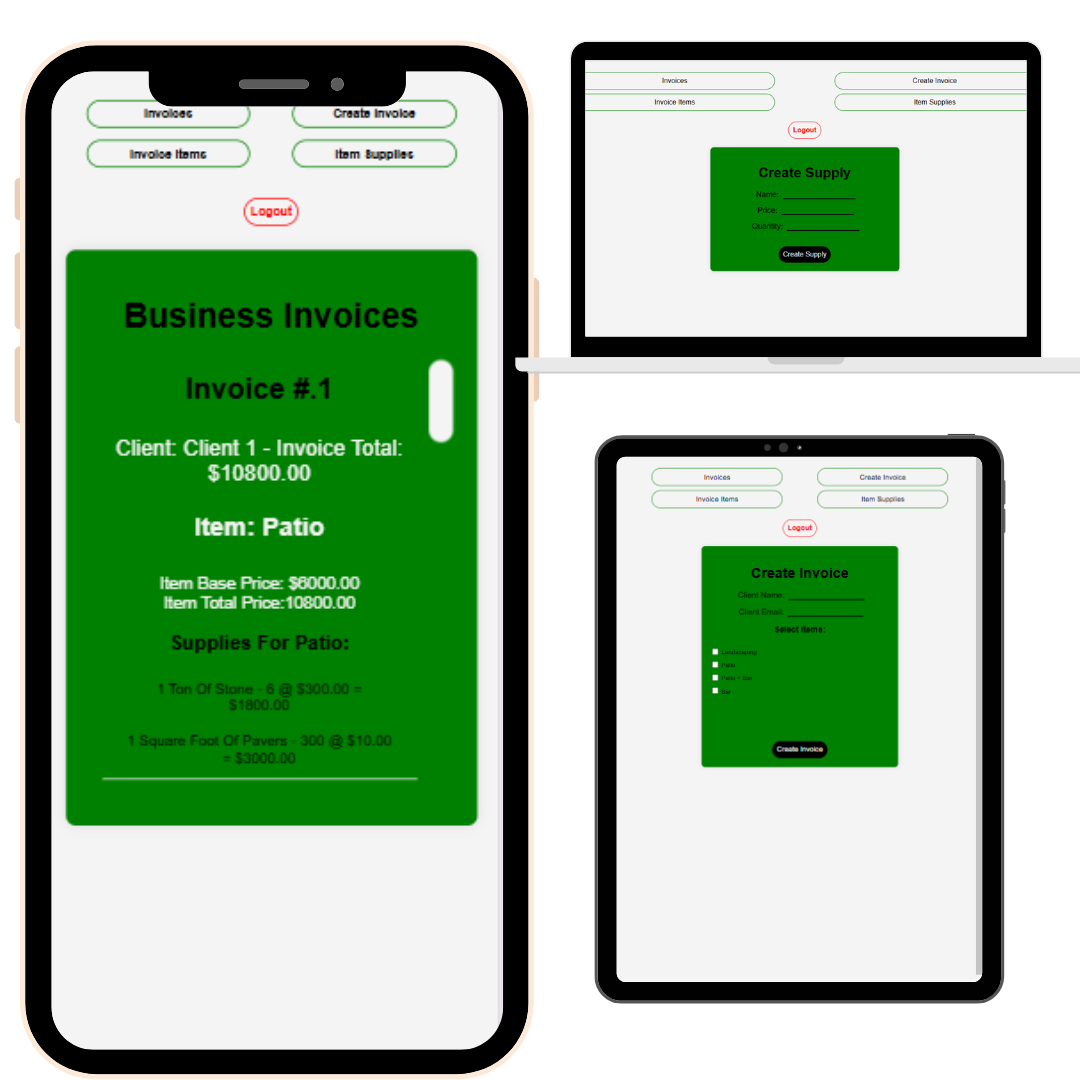 Invoices
Create Invoice
Invoice Items
Item Supplies
Logout
Business Invoices
Invoice #.1
Client: Client 1 - Invoice Total:
$10800.00
Item: Patio
Item Base Price: $6000.00
Item Total Price:10800.00
Supplies For Patio:
1 Ton Of Stone - 6 @ $300.00 =
$1800.00
1 Square Foot Of Pavers - 300 @ $10.00
= $3000.00
Invoices
Create Invoice
Invoice Items
Item Supplies
Logout
Create Supply
Name:
Price:
Quantity:
Create Supply
Invoices
Create Invoice
Invoice Items
Item Supplies
Logout
Create Invoice
Client Name:
Client Email:
Select Items:
Landscaping
Patio
Patio + Bar
Bar
Create Invoice